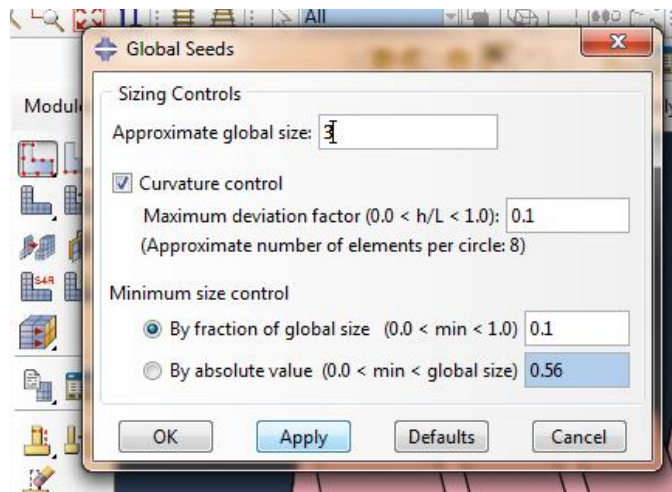 All
Global Seeds
Sizing Controls
Modul
Approximate global size: 3
Curvature control
Maximum deviation factor (0.0 < h/L < 1.0): 0.1
(Approximate number of elements per circle: 8)
S4R
Minimum size control
By fraction of global size (0.0 < min < 1.0) 0.1
By absolute value (0.0 < min < global size) 0.56
OK Apply Defaults Cancel